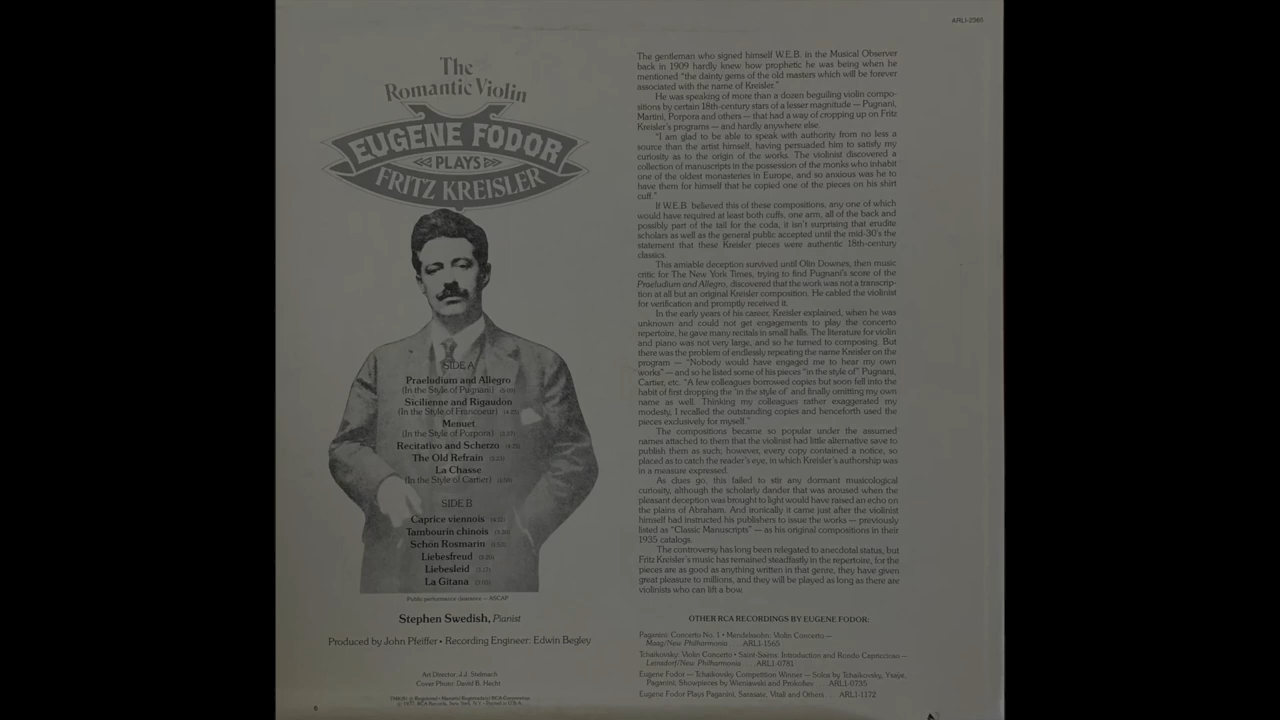 ARL1-2365
The
Romantic Violin
EUGENE FODOR
PLAYS
FRITZ KREISLER
SIDE A
Praeludium and Allegro
(In the Style of Pugnani) (5:09)
Sicilienne and Rigaudon
(In the Style of Francoeur) (4:25)
Menuet
(In the Style of Porpora) (3:37)
Recitativo and Scherzo (4:25)
The Old Refrain (3:23)
La Chasse
(In the Style of Cartier)
SIDE B
Caprice viennois
Tambourin chinois
Schön Rosmarin
Liebesfreud
Liebesleid
La Gitana
Public performance clearance — ASCAP
Stephen Swedish, Pianist
Produced by John Pfeiffer • Recording Engineer: Edwin Begley
Art Director: J.J. Stelmach
Cover Photo: David B. Hecht
TMK(S) ® Registered • Marca(s) Registrada(s) RCA Corporation
© 1977, RCA Records, New York, N.Y. • Printed in U.S.A.
6
The gentleman who signed himself W.E.B. in the Musical Observer
back in 1909 hardly knew how prophetic he was being when he
mentioned "the dainty gems of the old masters which will be forever
associated with the name of Kreisler."
He was speaking of more than a dozen beguiling violin compo-
sitions by certain 18th-century stars of a lesser magnitude — Pugnani,
Martini, Porpora and others — that had a way of cropping up on Fritz
Kreisler's programs — and hardly anywhere else.
"I am glad to be able to speak with authority from no less a
source than the artist himself, having persuaded him to satisfy my
curiosity as to the origin of the works. The violinist discovered a
collection of manuscripts in the possession of the monks who inhabit
one of the oldest monasteries in Europe, and so anxious was he to
have them for himself that he copied one of the pieces on his shirt
cuff."
If W.E.B. believed this of these compositions, any one of which
would have required at least both cuffs, one arm, all of the back and
possibly part of the tail for the coda, it isn't surprising that erudite
scholars as well as the general public accepted until the mid-30's the
statement that these Kreisler pieces were authentic 18th-century
classics.
This amiable deception survived until Olin Downes, then music
critic for The New York Times, trying to find Pugnani's score of the
Praeludium and Allegro, discovered that the work was not a transcrip-
tion at all but an original Kreisler composition. He cabled the violinist
for verification and promptly received it.
In the early years of his career, Kreisler explained, when he was
unknown and could not get engagements to play the concerto
repertoire, he gave many recitals in small halls. The literature for violin
and piano was not very large, and so he turned to composing. But
there was the problem of endlessly repeating the name Kreisler on the
program — "Nobody would have engaged me to hear my own
works" — and so he listed some of his pieces "in the style of" Pugnani,
Cartier, etc. "A few colleagues borrowed copies but soon fell into the
habit of first dropping the 'in the style of' and finally omitting my own
name as well. Thinking my colleagues rather exaggerated my
modesty, I recalled the outstanding copies and henceforth used the
pieces exclusively for myself."
The compositions became so popular under the assumed
names attached to them that the violinist had little alternative save to
publish them as such; however, every copy contained a notice, so
placed as to catch the reader's eye, in which Kreisler's authorship was
in a measure expressed.
As clues go, this failed to stir any dormant musicological
curiosity, although the scholarly dander that was aroused when the
pleasant deception was brought to light would have raised an echo on
the plains of Abraham. And ironically it came just after the violinist
himself had instructed his publishers to issue the works — previously
listed as "Classic Manuscripts" — as his original compositions in their
1935 catalogs.
The controversy has long been relegated to anecdotal status, but
Fritz Kreisler's music has remained steadfastly in the repertoire, for the
pieces are as good as anything written in that genre, they have given
great pleasure to millions, and they will be played as long as there are
violinists who can lift a bow.
OTHER RCA RECORDINGS BY EUGENE FODOR:
Paganini: Concerto No. 1 • Mendelssohn: Violin Concerto —
Maag/New Philharmonia . . . ARL1-1565
Tchaikovsky: Violin Concerto • Saint-Saëns: Introduction and Rondo Capriccioso —
Leinsdorf/New Philharmonia . . . ARL1-0781
Eugene Fodor — Tchaikovsky Competition Winner — Solos by Tchaikovsky, Ysaÿe,
Paganini; Showpieces by Wieniawski and Prokofiev . . . ARL1-0735
Eugene Fodor Plays Paganini, Sarasate, Vitali and Others . . . ARL1-1172